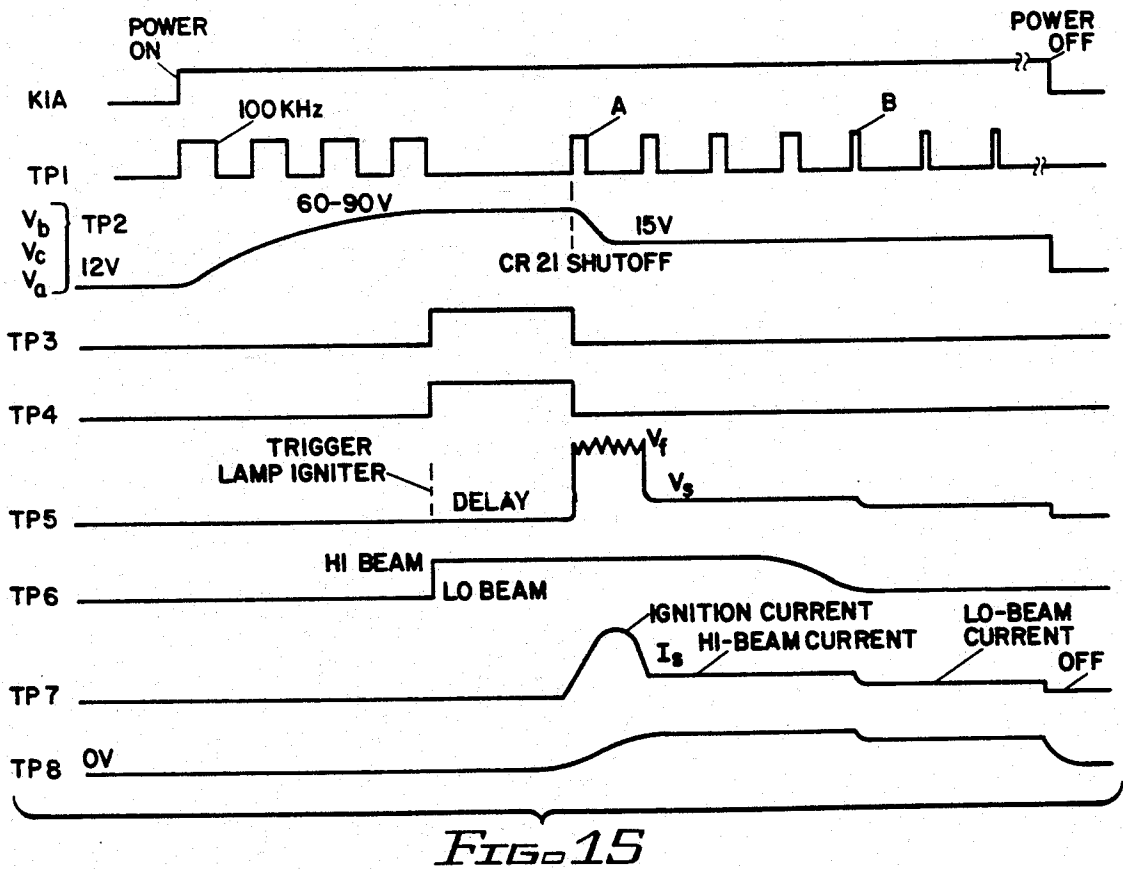 POWER ON
POWER OFF
K1A
100 KHz
A
B
TP1
60-90V
Vb
Vc
Va
TP2
12V
15V
CR 21 SHUTOFF
TP3
TP4
TRIGGER
LAMP IGNITER
DELAY
Vf
Vs
TP5
HI BEAM
LO BEAM
TP6
IGNITION CURRENT
HI-BEAM CURRENT
LO-BEAM
CURRENT
Is
OFF
TP7
0V
TP8
FIG. 15